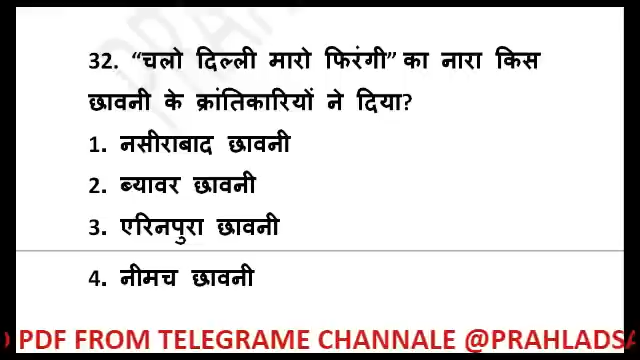 32. “चलो दिल्ली मारो फिरंगी” का नारा किस
छावनी के क्रांतिकारियों ने दिया?
1. नसीराबाद छावनी
2. ब्यावर छावनी
3. एरिनपुरा छावनी
4. नीमच छावनी
PDF FROM TELEGRAME CHANNALE @PRAHLADSA